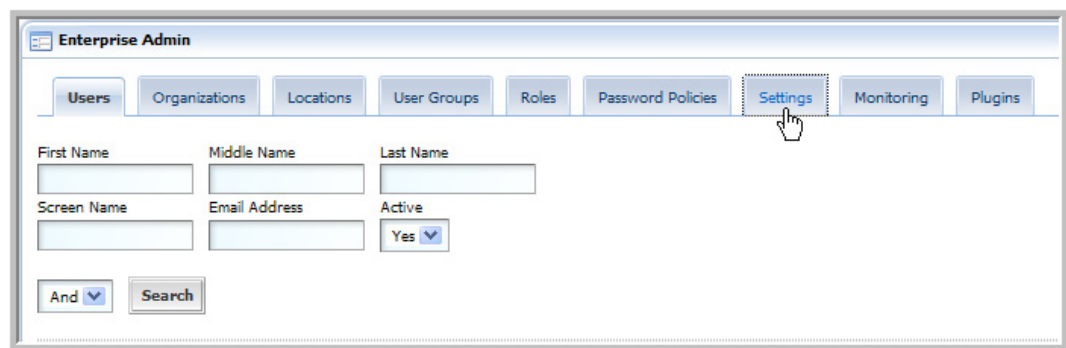 Enterprise Admin
Users Organizations Locations User Groups Roles Password Policies Settings Monitoring Plugins
First Name Middle Name Last Name
Screen Name Email Address Active
Yes
And Search